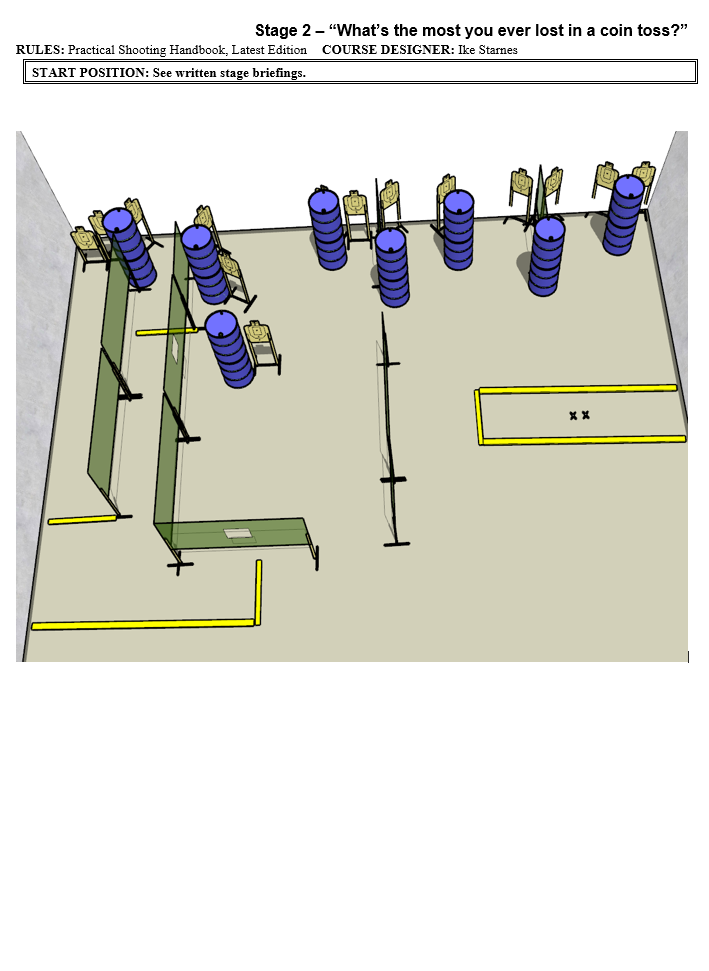 Stage 2 – “What’s the most you ever lost in a coin toss?”
RULES: Practical Shooting Handbook, Latest Edition COURSE DESIGNER: Ike Starnes
START POSITION: See written stage briefings.
X X